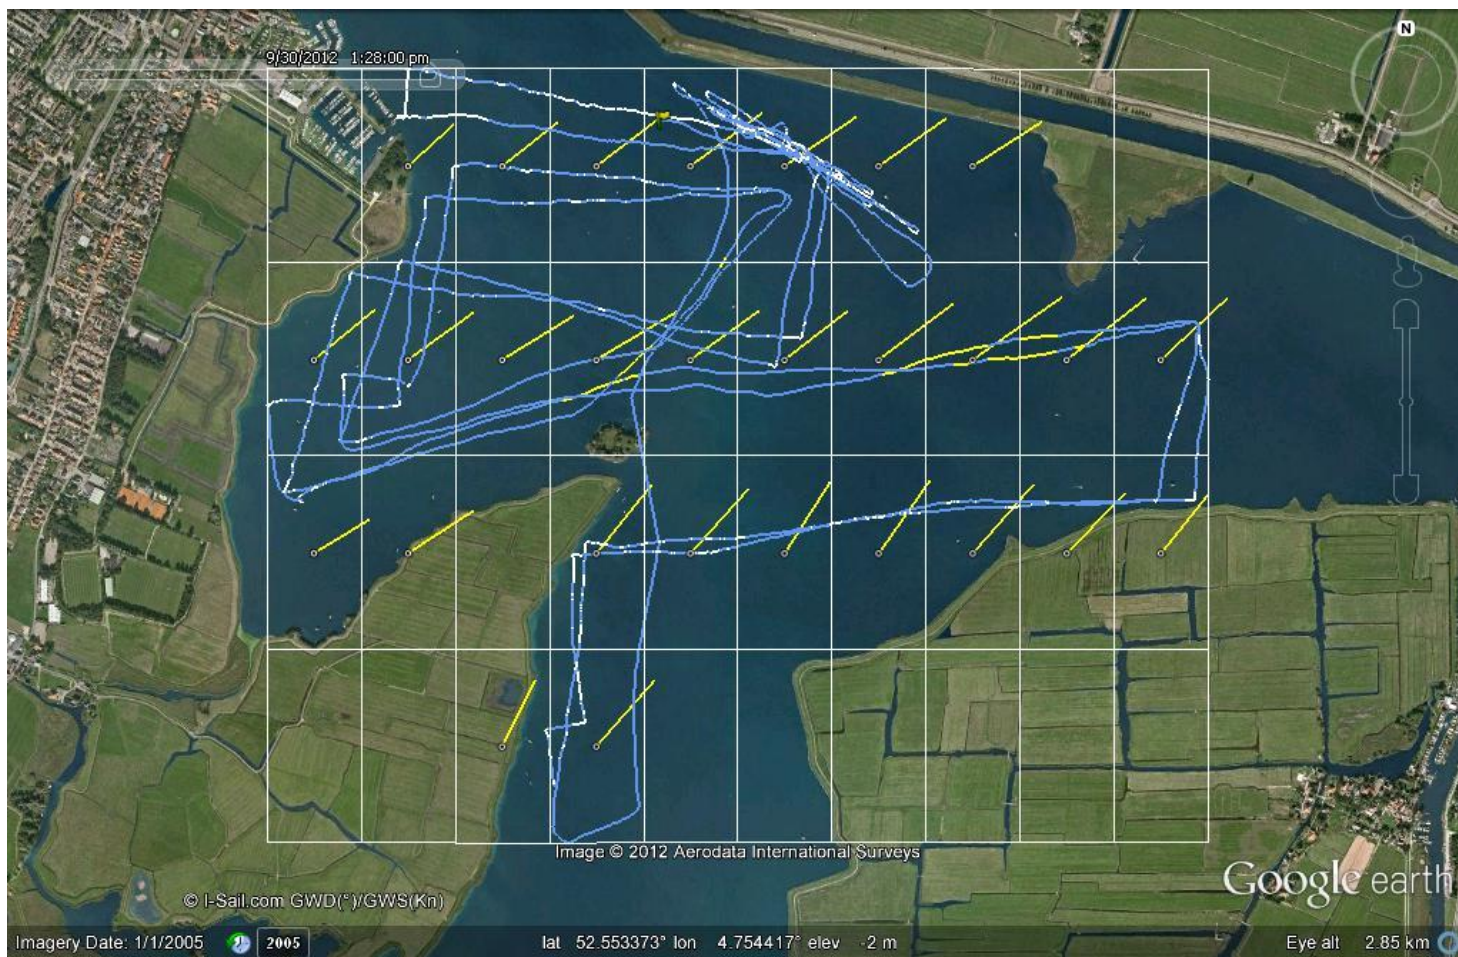 9/30/2012 1:28:00 pm
N
Image © 2012 Aerodata International Surveys
Google earth
© I-Sail.com GWD(°)/GWS(Kn)
Imagery Date: 1/1/2005 2005 lat 52.553373° lon 4.754417° elev -2 m Eye alt 2.85 km